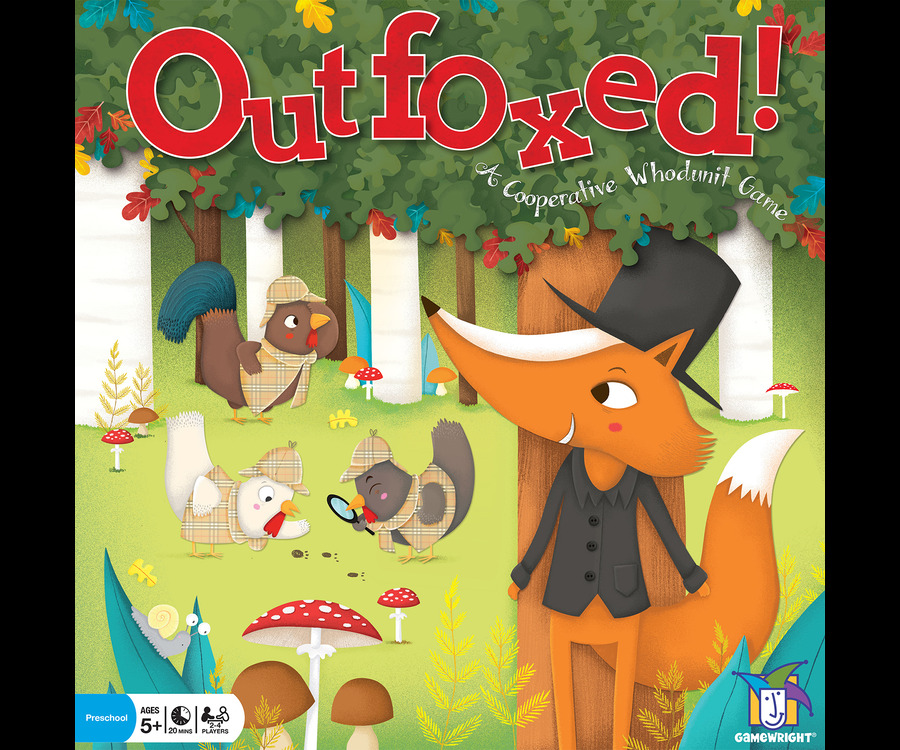 Outfoxed!
A Cooperative Whodunit Game
Preschool
AGES
5+
20 MINS
2-4
PLAYERS
GAMEWRIGHT®